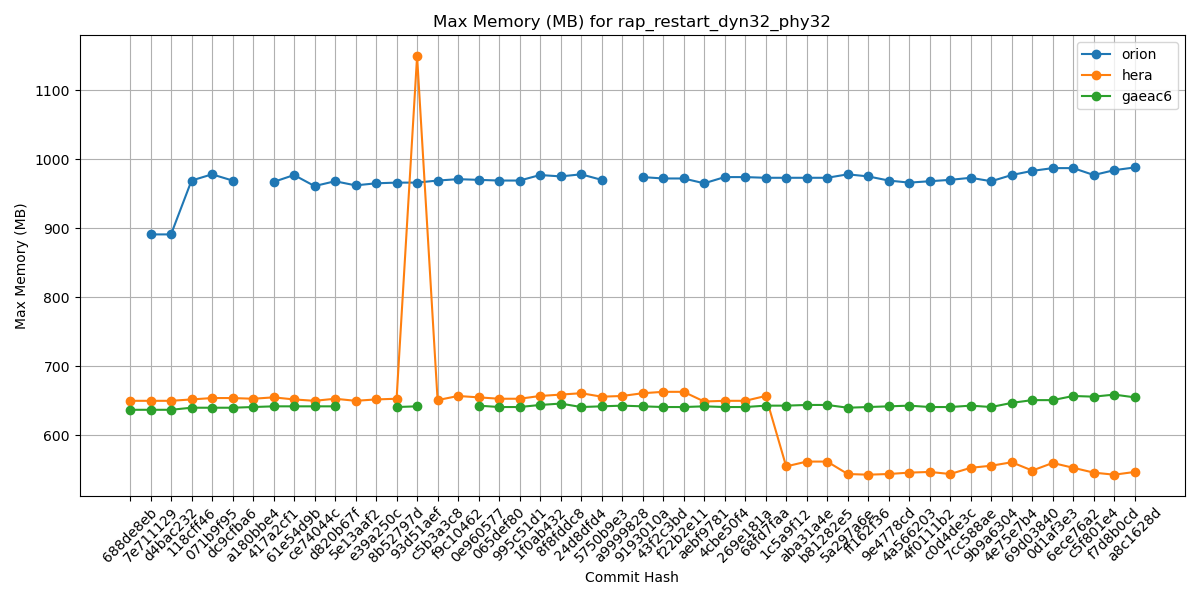 Max Memory (MB) for rap_restart_dyn32_phy32
orion
hera
gaeac6
Max Memory (MB)
1100
1000
900
800
700
600
688de8eb
7e711129
d4bac232
118cff46
071b9f95
dc9cfba6
a180bbe4
417a2cf1
61e54d9b
ce74044c
d820b67f
5e13aaf2
e39a250c
8b52797d
93d511aef
c5b3a3c8
f9c10462
0e960577
065def80
995c51d1
1f0ab432
8f6fddc8
24d8dfd4
5750b9e3
a9999828
9193010a
43f2c3bd
f22b2e11
aebf9781
4cbe50f4
269e181a
68fd7faa
1c5a9f12
aba31a4e
b81282e5
5a297a6e
ff162f36
9e4778cd
4a566203
4f0111b2
c0d4de3c
7cc588ae
9b9a6304
4e75e7b4
69d03840
0d1af3e3
6ece76a2
c5f801e4
f7d8b0cd
a8c1628d
Commit Hash